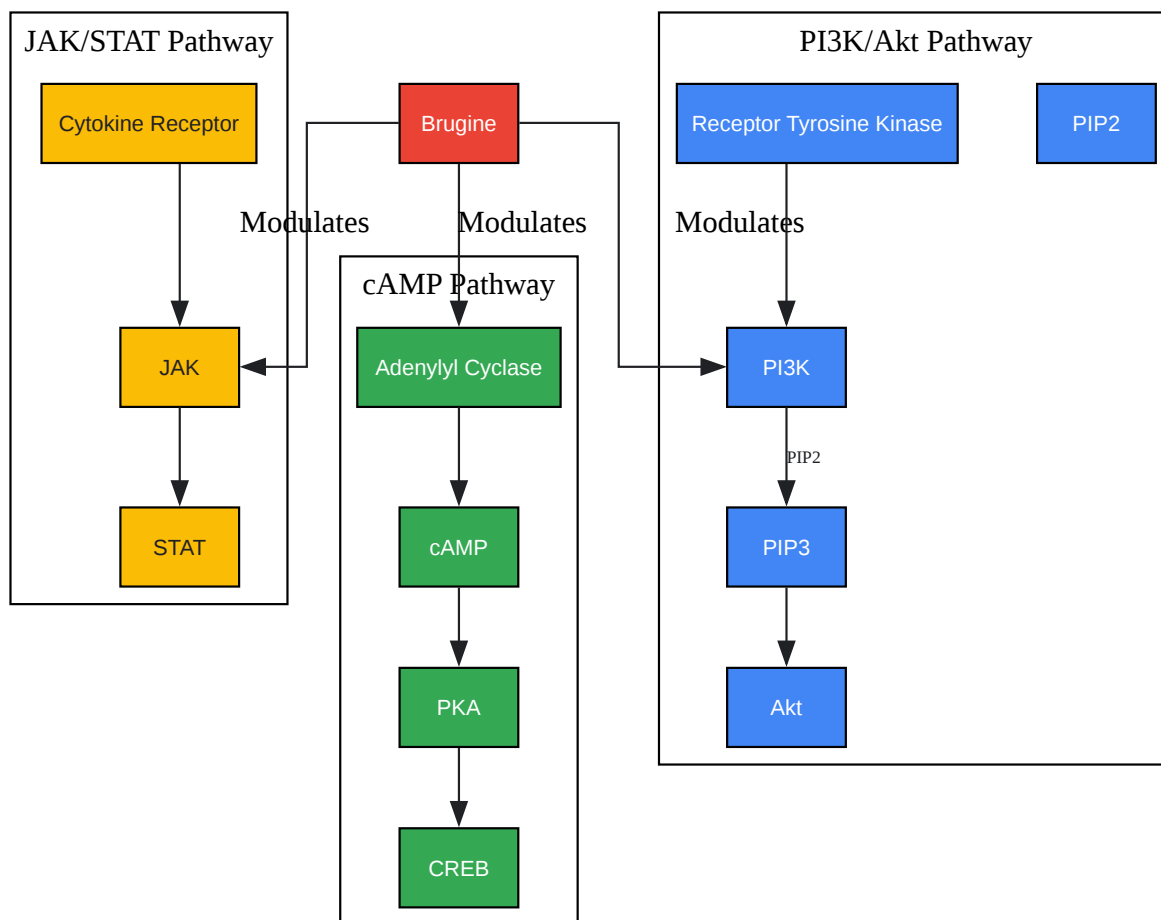 JAK/STAT Pathway
PI3K/Akt Pathway
Cytokine Receptor
Brugine
Receptor Tyrosine Kinase
PIP2
Modulates
Modulates
Modulates
cAMP Pathway
JAK
Adenylyl Cyclase
PI3K
PIP2
STAT
cAMP
PIP3
PKA
Akt
CREB